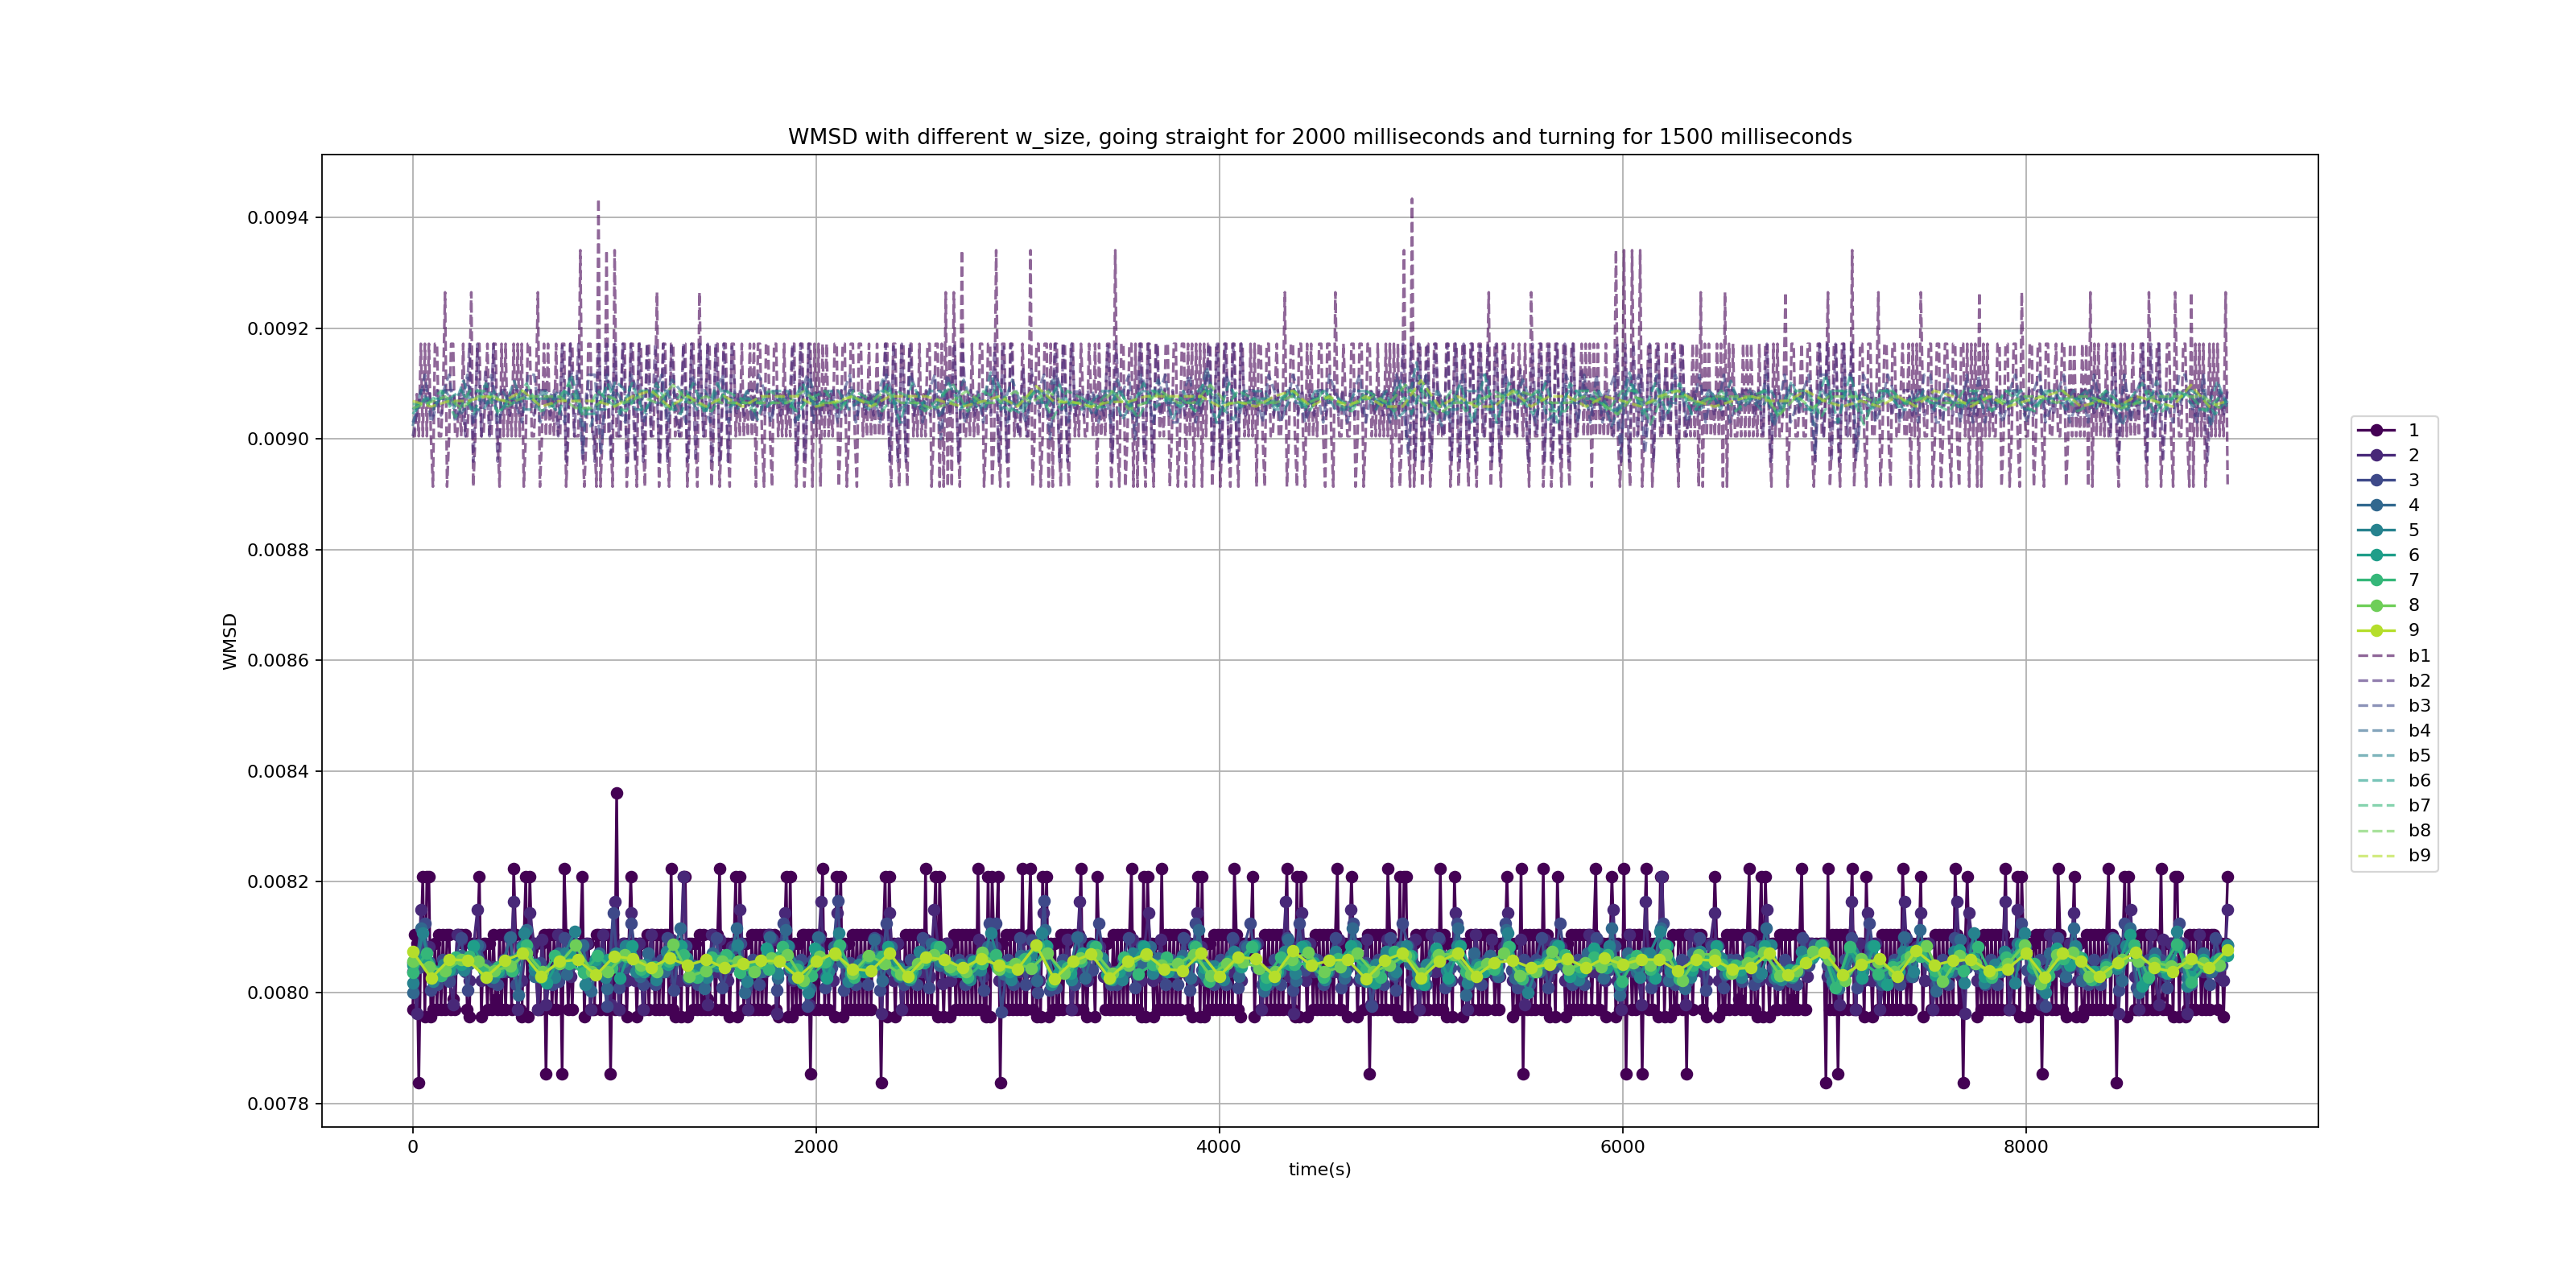 WMSD with different w_size, going straight for 2000 milliseconds and turning for 1500 milliseconds
0.0094
0.0092
0.0090
0.0088
0.0086
0.0084
0.0082
0.0080
0.0078
WMSD
0 2000 4000 6000 8000
time(s)
1
2
3
4
5
6
7
8
9
b1
b2
b3
b4
b5
b6
b7
b8
b9